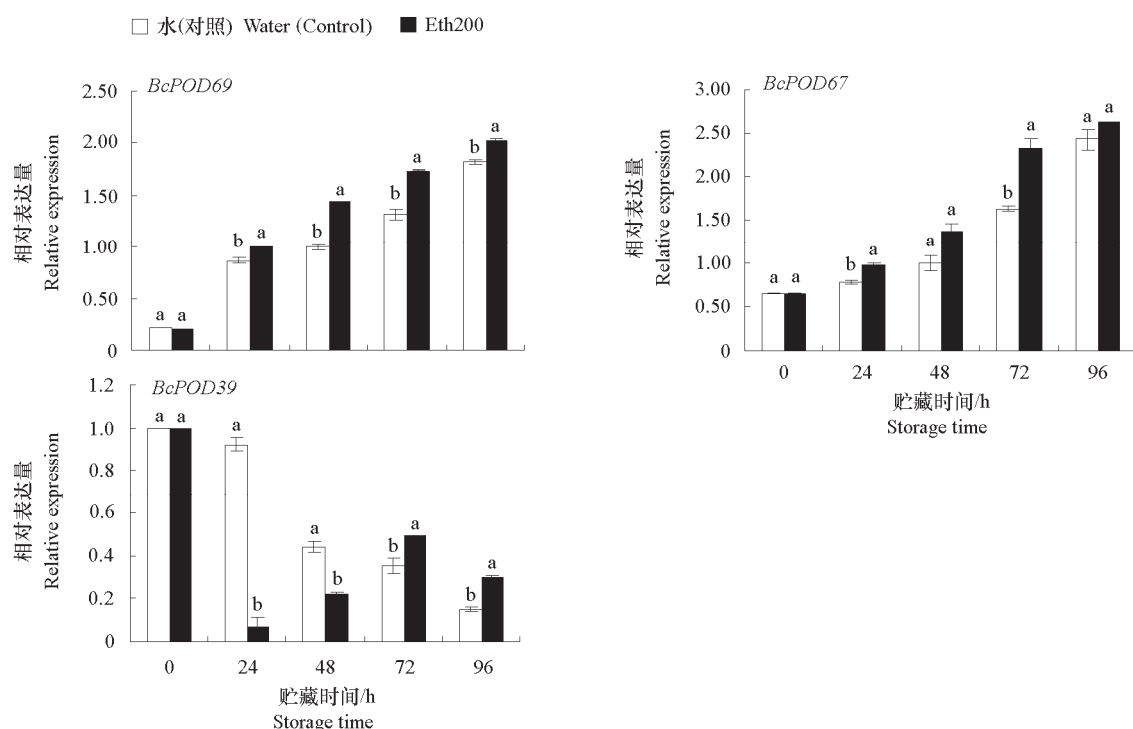 水(对照) Water (Control) Eth200
BcPOD69
相对表达量
Relative expression
2.50
2.00
1.50
1.00
0.50
0
a a
b a
b a
b a
b a
BcPOD67
相对表达量
Relative expression
3.00
2.50
2.00
1.50
1.00
0.50
0
a a
b a
a a
b a
a a
0 24 48 72 96
贮藏时间/h
Storage time
BcPOD39
相对表达量
Relative expression
1.2
1.0
0.8
0.6
0.4
0.2
0
a a
a b
a b
b a
b a
0 24 48 72 96
贮藏时间/h
Storage time